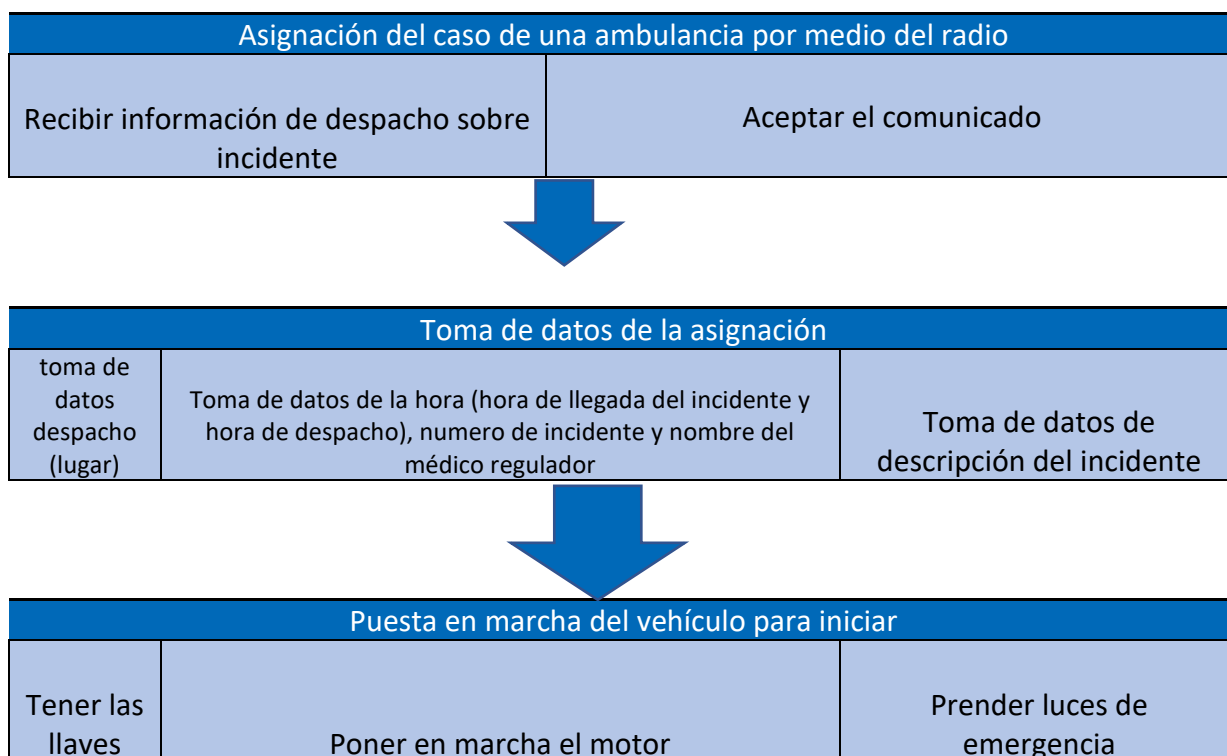 Asignación del caso de una ambulancia por medio del radio
Recibir información de despacho sobre
incidente
Aceptar el comunicado
Toma de datos de la asignación
toma de
datos
despacho
(lugar)
Toma de datos de la hora (hora de llegada del incidente y
hora de despacho), numero de incidente y nombre del
médico regulador
Toma de datos de
descripción del incidente
Puesta en marcha del vehículo para iniciar
Tener las
llaves
Poner en marcha el motor
Prender luces de
emergencia